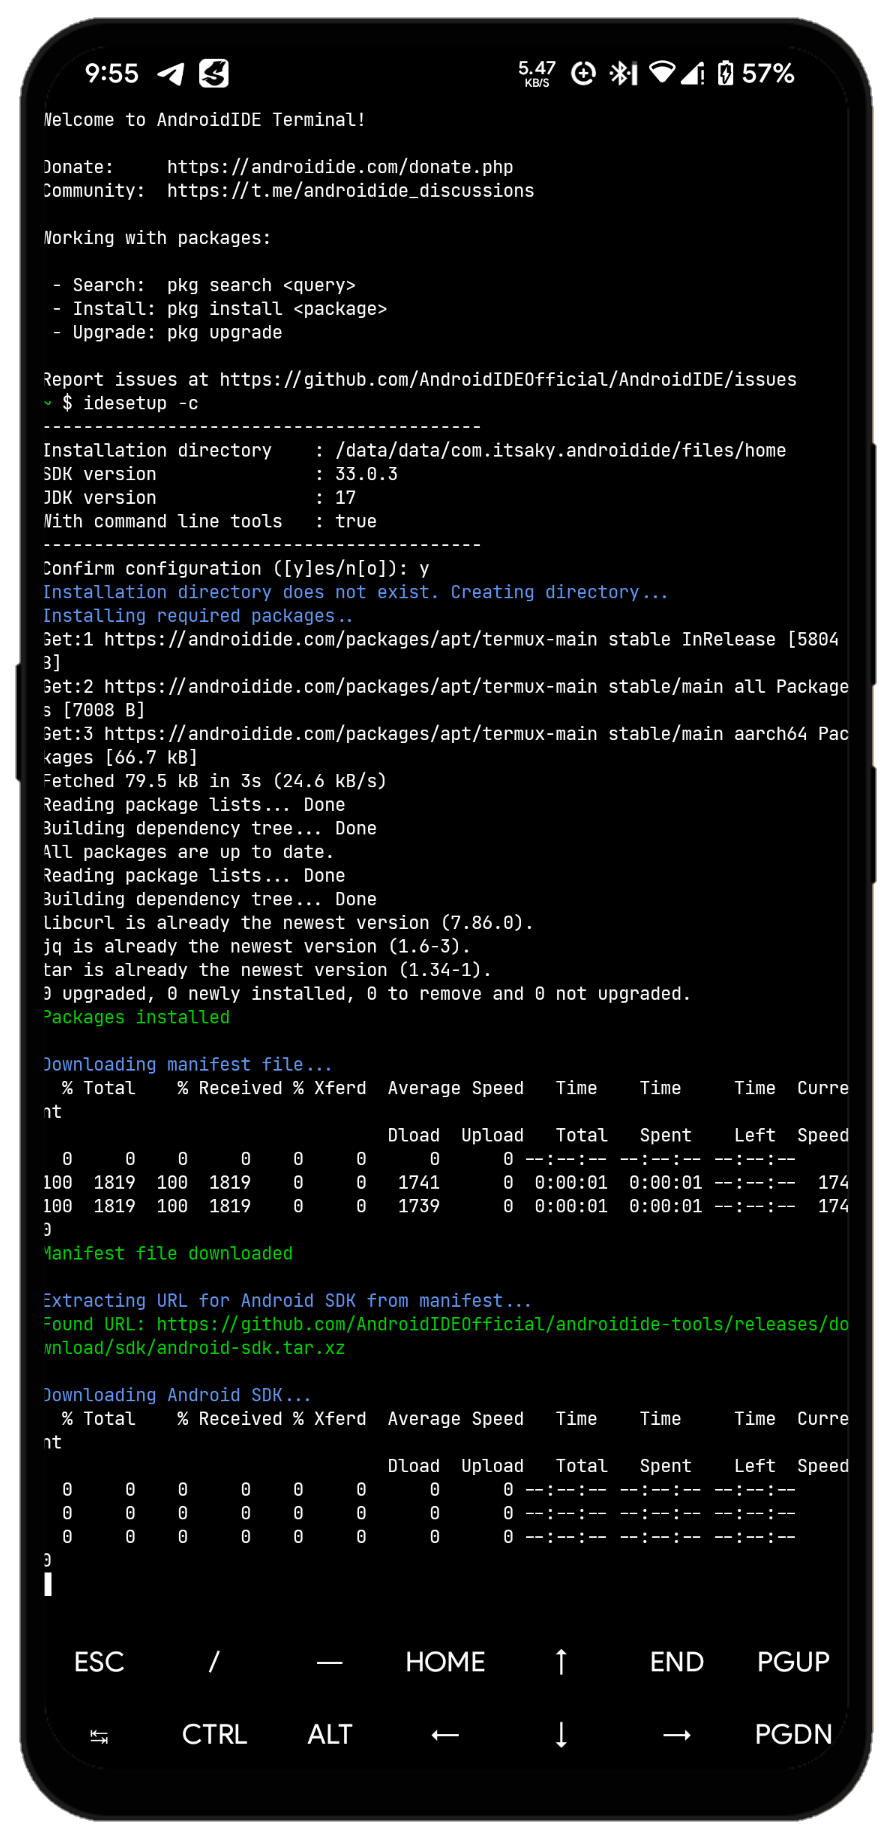 9:55
5.47
KB/S
57%
Welcome to AndroidIDE Terminal!
Donate:     https://androidide.com/donate.php
Community:  https://t.me/androidide_discussions
Working with packages:
 - Search:  pkg search <query>
 - Install: pkg install <package>
 - Upgrade: pkg upgrade
Report issues at https://github.com/AndroidIDEOfficial/AndroidIDE/issues
~ $ idesetup -c
------------------------------------------
Installation directory    : /data/data/com.itsaky.androidide/files/home
SDK version               : 33.0.3
JDK version               : 17
With command line tools   : true
------------------------------------------
Confirm configuration ([y]es/n[o]): y
Installation directory does not exist. Creating directory...
Installing required packages..
Get:1 https://androidide.com/packages/apt/termux-main stable InRelease [5804
B]
Get:2 https://androidide.com/packages/apt/termux-main stable/main all Package
s [7008 B]
Get:3 https://androidide.com/packages/apt/termux-main stable/main aarch64 Pac
kages [66.7 kB]
Fetched 79.5 kB in 3s (24.6 kB/s)
Reading package lists... Done
Building dependency tree... Done
All packages are up to date.
Reading package lists... Done
Building dependency tree... Done
libcurl is already the newest version (7.86.0).
jq is already the newest version (1.6-3).
tar is already the newest version (1.34-1).
0 upgraded, 0 newly installed, 0 to remove and 0 not upgraded.
Packages installed
Downloading manifest file...
  % Total    % Received % Xferd  Average Speed   Time    Time     Time  Curre
nt
                                 Dload  Upload   Total   Spent    Left  Speed
  0     0    0     0    0     0      0      0 --:--:-- --:--:-- --:--:--
100  1819  100  1819    0     0   1741      0  0:00:01  0:00:01 --:--:--  174
100  1819  100  1819    0     0   1739      0  0:00:01  0:00:01 --:--:--  174
0
Manifest file downloaded
Extracting URL for Android SDK from manifest...
Found URL: https://github.com/AndroidIDEOfficial/androidide-tools/releases/do
wnload/sdk/android-sdk.tar.xz
Downloading Android SDK...
  % Total    % Received % Xferd  Average Speed   Time    Time     Time  Curre
nt
                                 Dload  Upload   Total   Spent    Left  Speed
  0     0    0     0    0     0      0      0 --:--:-- --:--:-- --:--:--
  0     0    0     0    0     0      0      0 --:--:-- --:--:-- --:--:--
  0     0    0     0    0     0      0      0 --:--:-- --:--:-- --:--:--
0
ESC / — HOME ↑ END PGUP
↹ CTRL ALT ← ↓ → PGDN